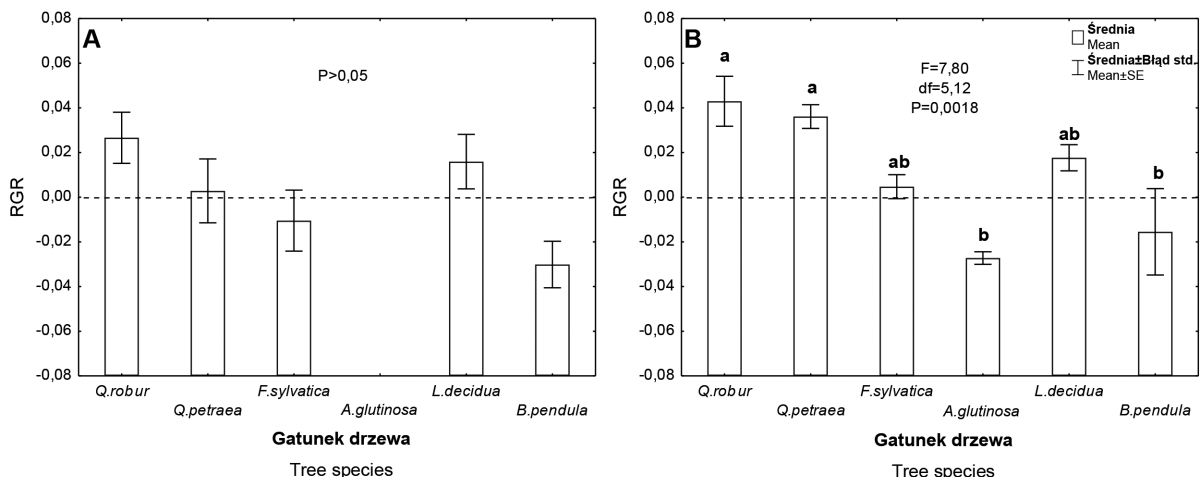 A
P>0,05
RGR
0,08
0,06
0,04
0,02
0,00
-0,02
-0,04
-0,06
-0,08
Q.robur
Q.petraea
F.sylvatica
A.glutinosa
L.decidua
B.pendula
Gatunek drzewa
Tree species
B
Średnia
Mean
Średnia±Błąd std.
Mean±SE
F=7,80
df=5,12
P=0,0018
a
a
ab
b
ab
b
RGR
0,08
0,06
0,04
0,02
0,00
-0,02
-0,04
-0,06
-0,08
Q.robur
Q.petraea
F.sylvatica
A.glutinosa
L.decidua
B.pendula
Gatunek drzewa
Tree species